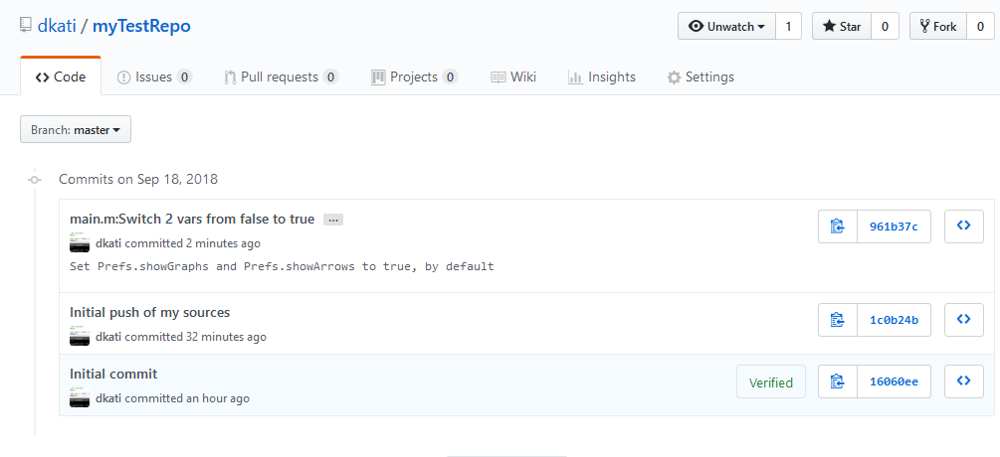 dkati / myTestRepo
Unwatch 1 Star 0 Fork 0
Code Issues 0 Pull requests 0 Projects 0 Wiki Insights Settings
Branch: master
Commits on Sep 18, 2018
main.m:Switch 2 vars from false to true …
dkati committed 2 minutes ago
961b37c
Set Prefs.showGraphs and Prefs.showArrows to true, by default
Initial push of my sources
dkati committed 32 minutes ago
1c0b24b
Initial commit
dkati committed an hour ago
Verified 16060ee